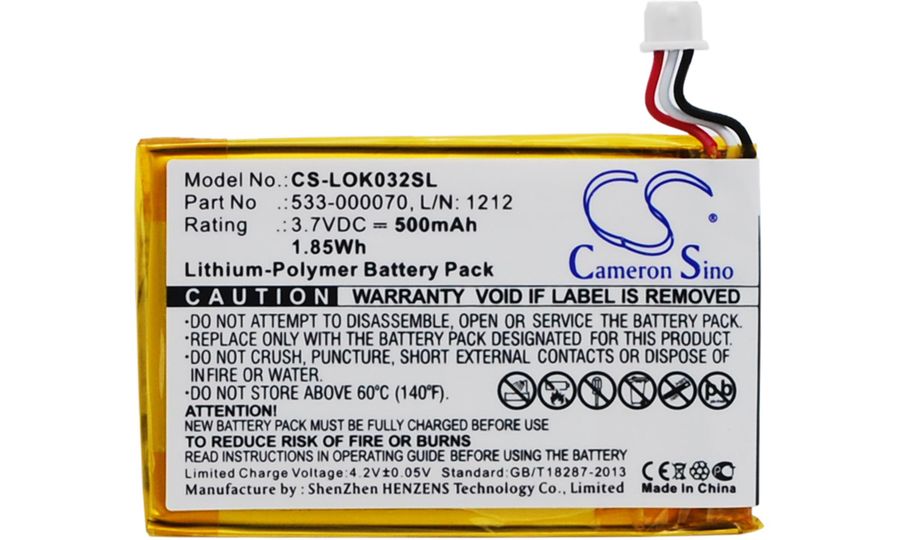 Model No.:CS-LOK032SL
Part No .:533-000070, L/N: 1212
Rating .:3.7VDC ⎓ 500mAh
1.85Wh
Lithium-Polymer Battery Pack
CS ®
Cameron Sino
CAUTION WARRANTY VOID IF LABEL IS REMOVED
·DO NOT ATTEMPT TO DISASSEMBLE, OPEN OR SERVICE THE BATTERY PACK.
·REPLACE ONLY WITH THE BATTERY PACK DESIGNATED FOR THIS PRODUCT.
·DO NOT CRUSH, PUNCTURE, SHORT EXTERNAL CONTACTS OR DISPOSE OF
IN FIRE OR WATER.
·DO NOT STORE ABOVE 60°C (140°F).
Pb
ATTENTION!
NEW BATTERY PACK MUST BE FULLY CHARGED BEFORE USE
TO REDUCE RISK OF FIRE OR BURNS
READ INSTRUCTIONS IN OPERATING BEFORE USING BATTERY
Limited Charge Voltage:4.2V±0.05V Standard:GB/T18287-2013
Manufacture by : ShenZhen HENZENS Technology Co., Limited
CE FC
Made In China